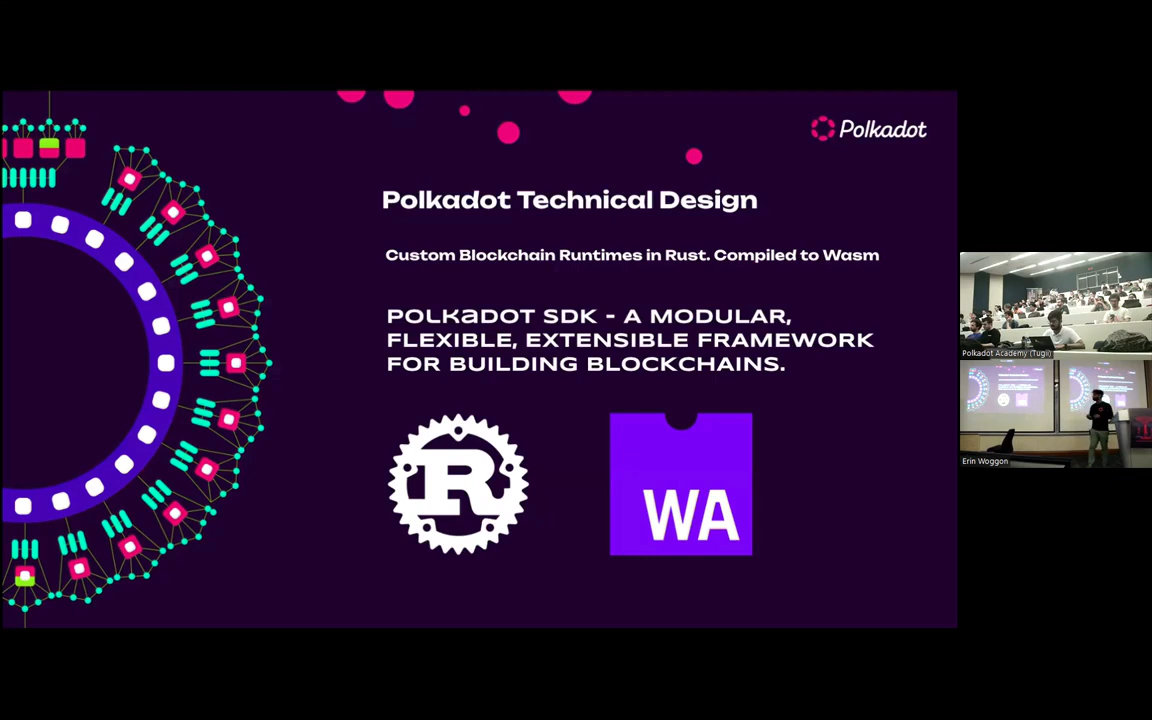 Polkadot
Polkadot Technical Design
Custom Blockchain Runtimes in Rust. Compiled to Wasm
POLKADOT SDK - A MODULAR,
FLEXIBLE, EXTENSIBLE FRAMEWORK
FOR BUILDING BLOCKCHAINS.
R
WA
Polkadot Academy (Tugii)
Erin Woggon